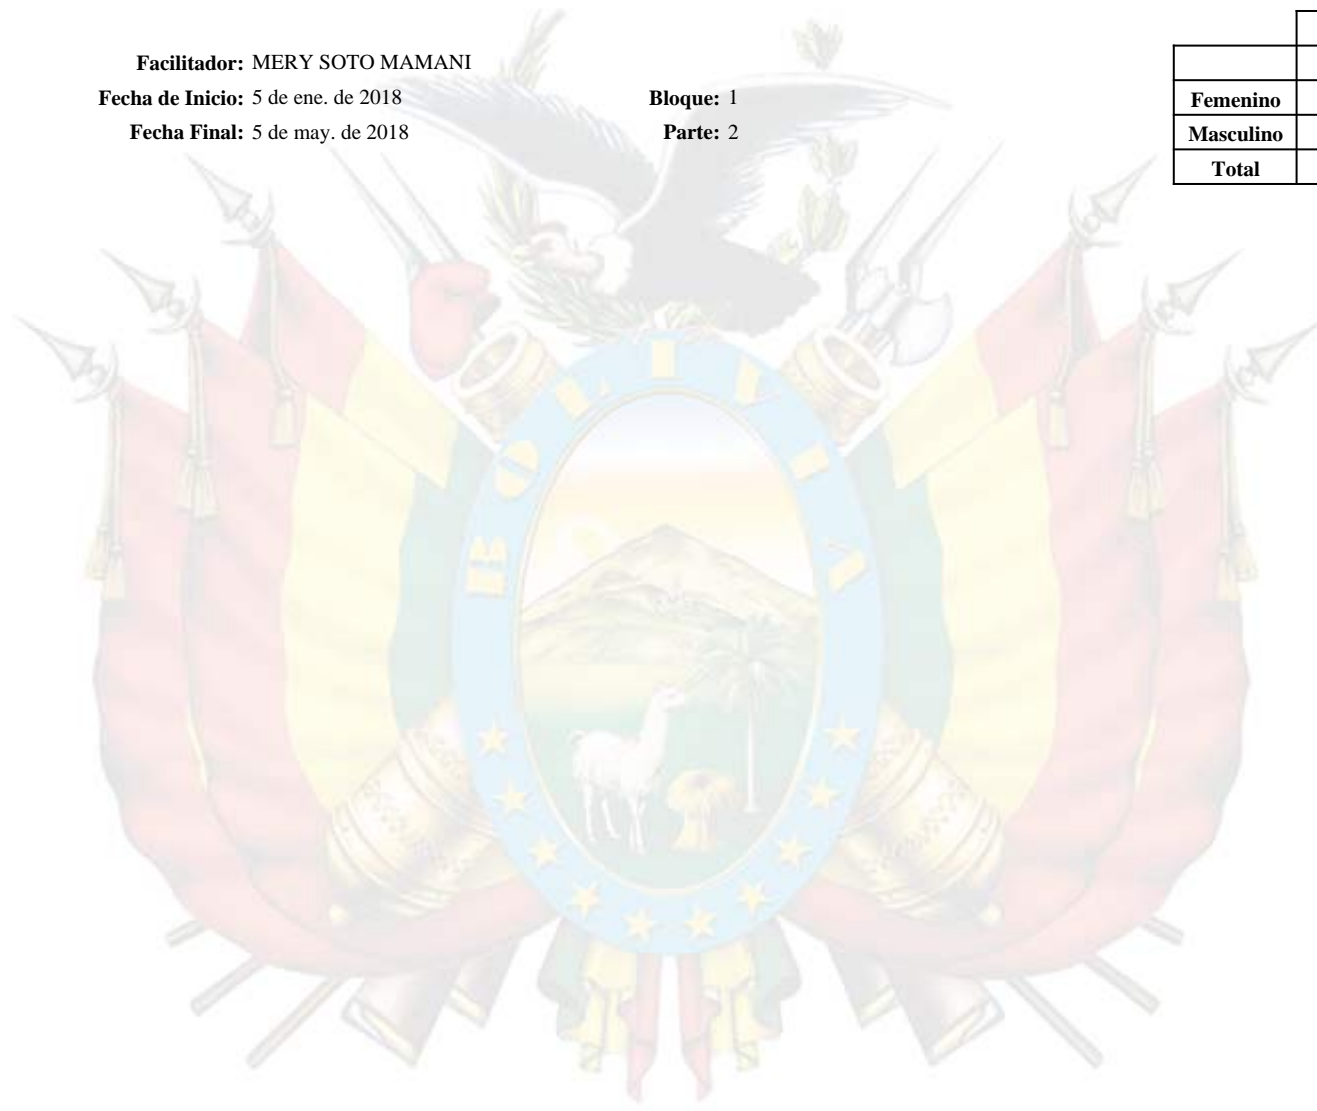 Facilitador: MERY SOTO MAMANI
Fecha de Inicio: 5 de ene. de 2018 Bloque: 1
Fecha Final: 5 de may. de 2018 Parte: 2
Femenino
Masculino
Total
BOLIVIA